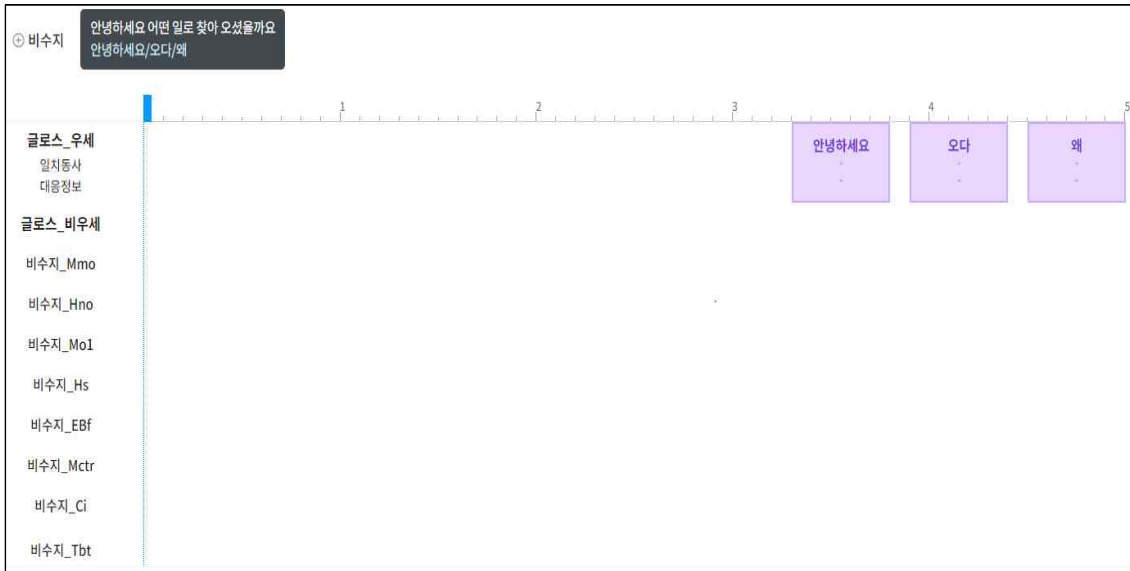 비수지
안녕하세요 어떤 일로 찾아 오셨을까요
안녕하세요/오다/왜
1 2 3 4 5
글로스_우세
일치동사
대응정보
안녕하세요 오다 왜
- - -
- - -
글로스_비우세
비수지_Mmo
비수지_Hno
비수지_Mo1
비수지_Hs
비수지_EBf
비수지_Mctr
비수지_Ci
비수지_Tbt